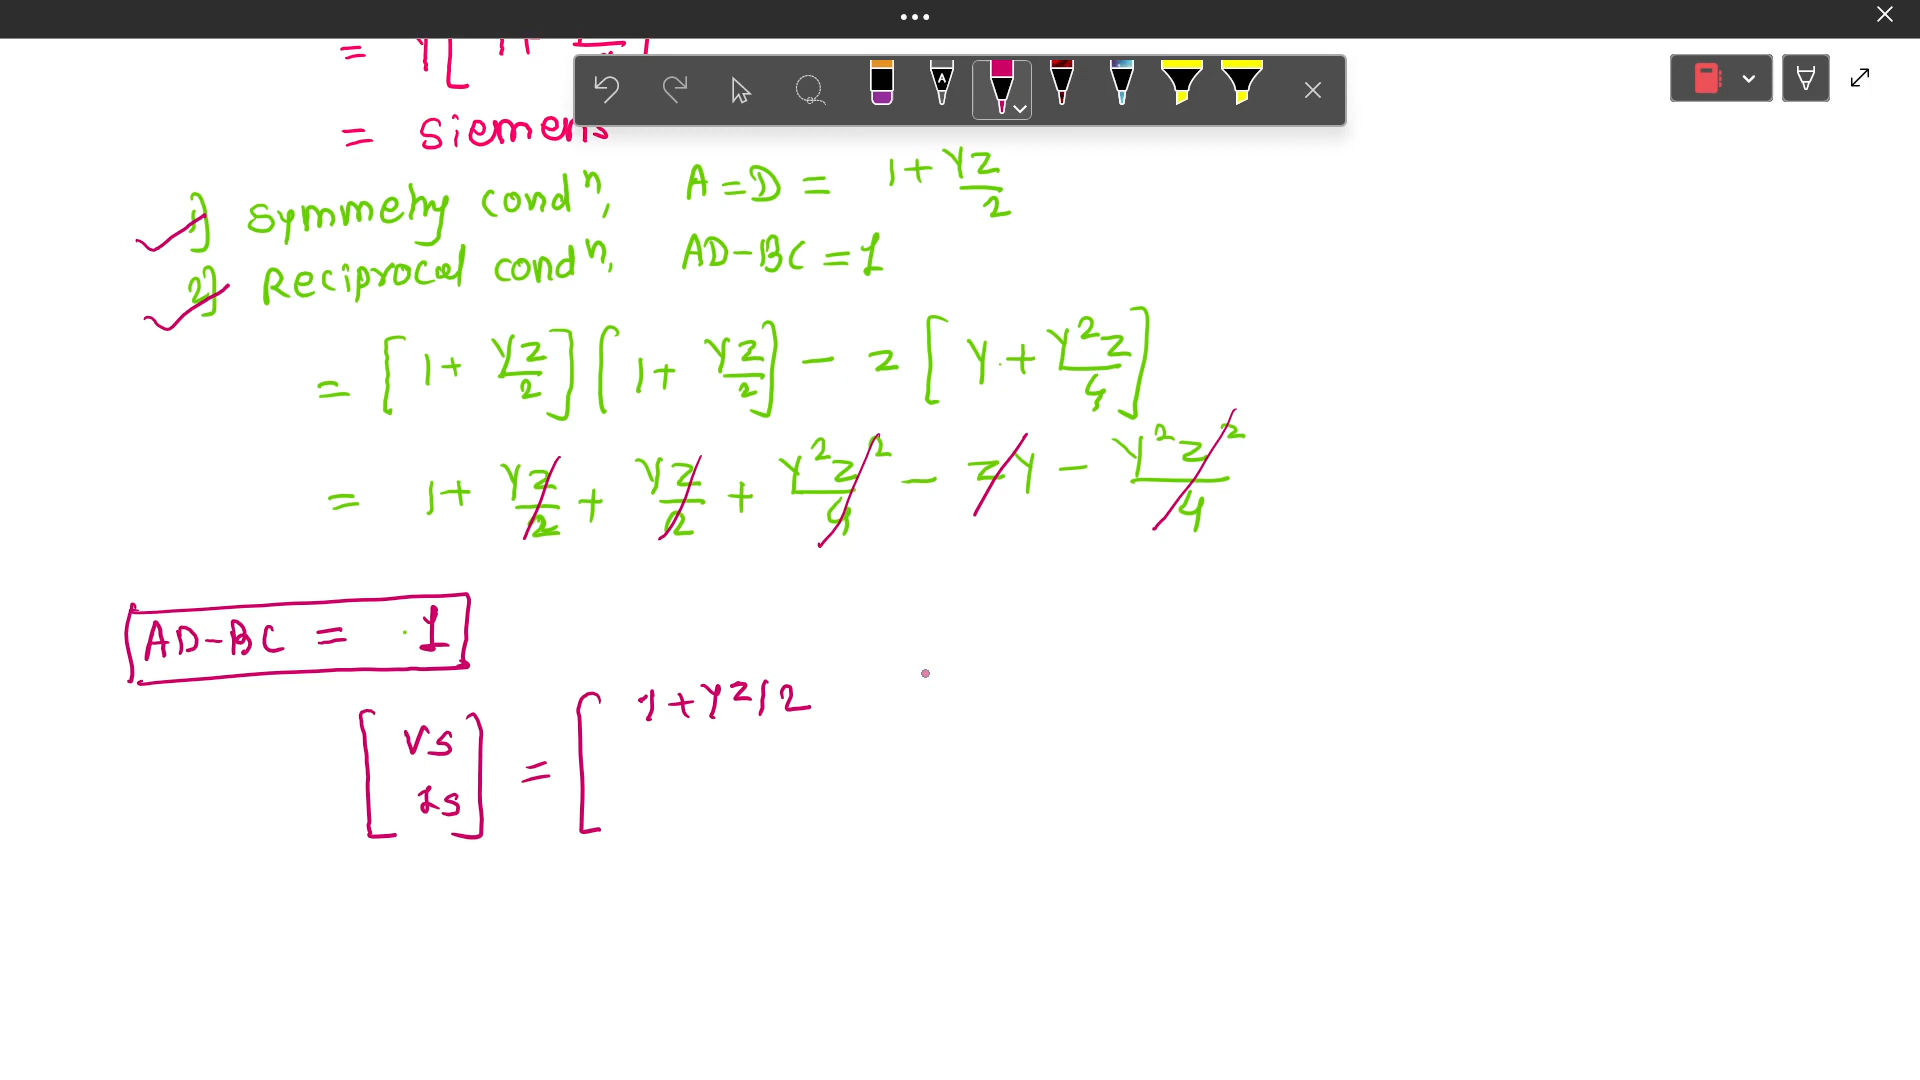 = Y[ 1 +
= Siemens
1] Symmetry condⁿ, A = D = 1 + YZ/2
2] Reciprocal condⁿ, AD - BC = 1
= [1 + YZ/2] [1 + YZ/2] - Z [Y + Y²Z/4]
= 1 + YZ/2 + YZ/2 + Y²Z²/4 - ZY - Y²Z²/4
AD - BC = 1
[Vs Is] = [ 1 + YZ/2